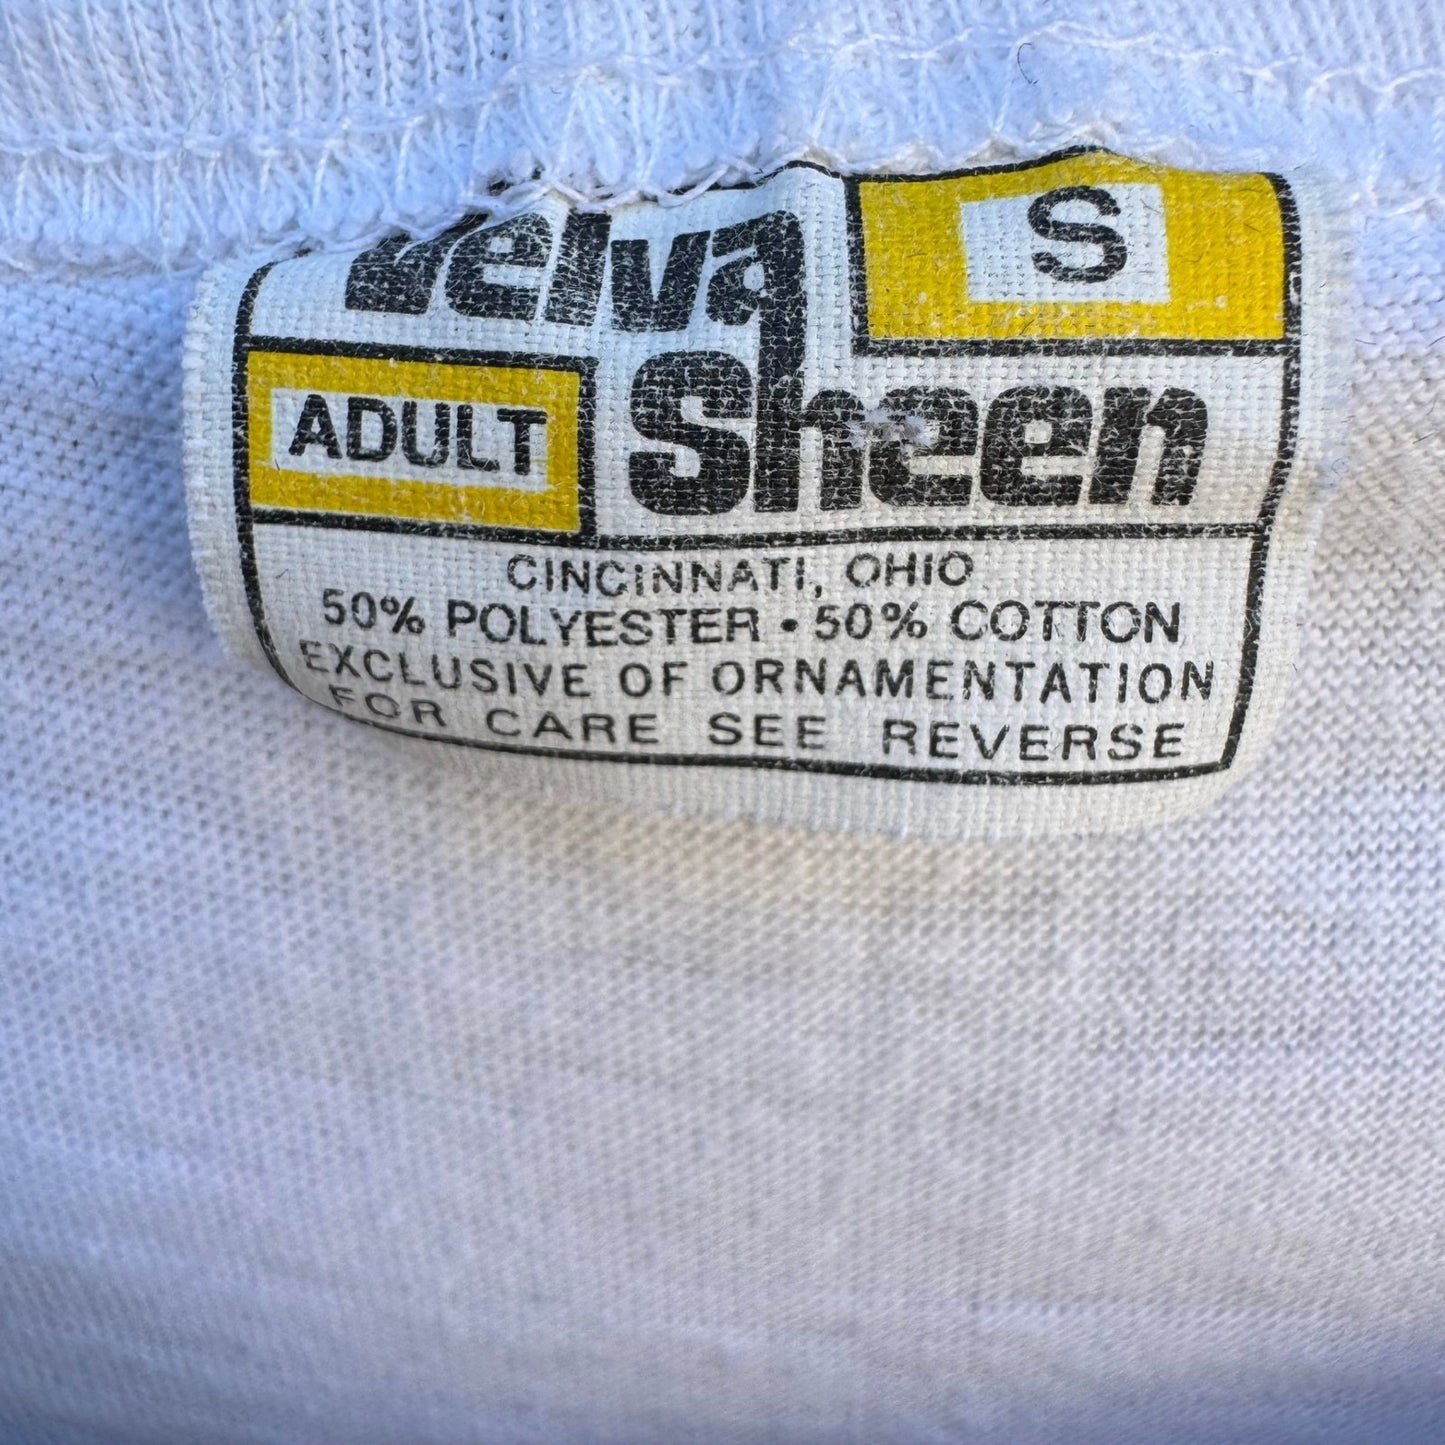 Velva
S
ADULT
Sheen
CINCINNATI, OHIO
50% POLYESTER • 50% COTTON
EXCLUSIVE OF ORNAMENTATION
FOR CARE SEE REVERSE